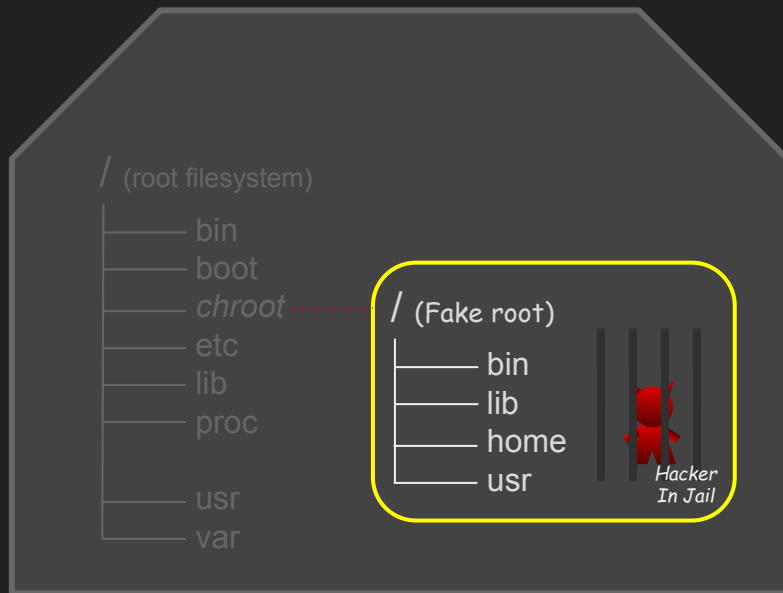 / (root filesystem)
bin
boot
chroot
etc
lib
proc
usr
var
/ (Fake root)
bin
lib
home
usr
Hacker
In Jail